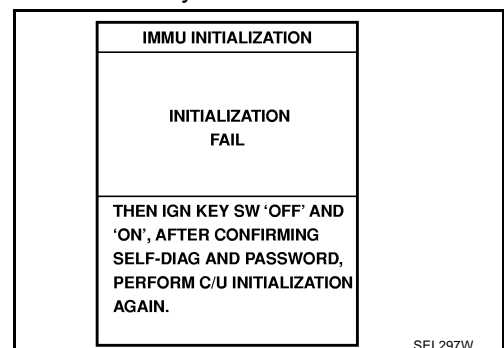 IMMU INITIALIZATION
INITIALIZATION
FAIL
THEN IGN KEY SW 'OFF' AND
'ON', AFTER CONFIRMING
SELF-DIAG AND PASSWORD,
PERFORM C/U INITIALIZATION
AGAIN.
SEL297W